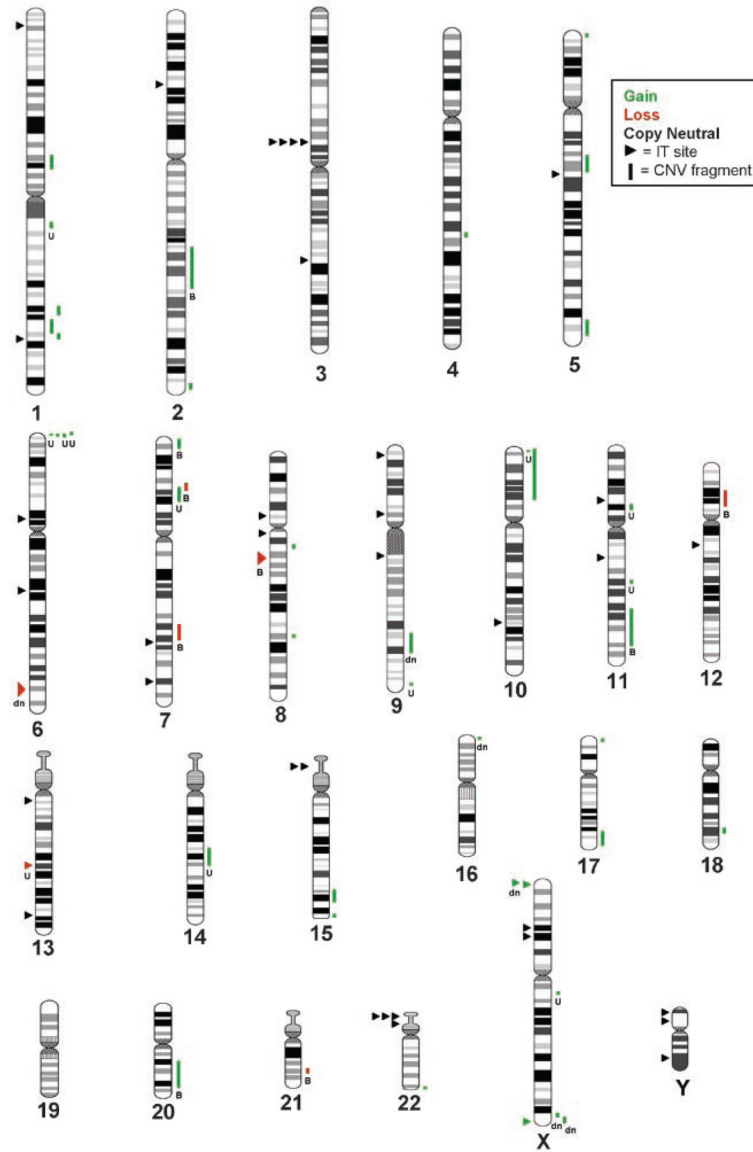 Gain
Loss
Copy Neutral
= IT site
= CNV fragment
U
B
1
2
3
4
5
U U U
B
B
U
B
B
dn
B
dn
U
U
U
U
B
B
6
7
8
9
10
11
12
dn
U
U
13
14
15
16
17
18
dn
U
B
B
dn
dn
19
20
21
22
X
Y